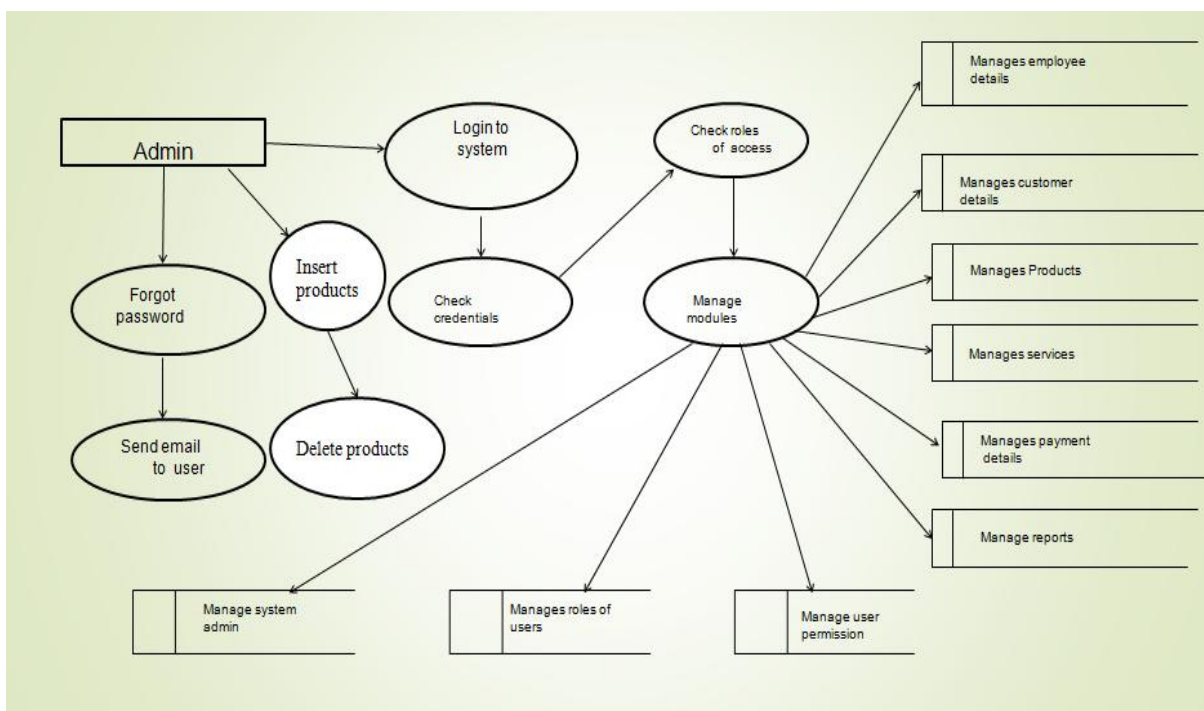 Admin
Login to
system
Check roles
of access
Manages employee
details
Manages customer
details
Forgot
password
Insert
products
Check
credentials
Manage
modules
Manages Products
Manages services
Send email
to user
Delete products
Manages payment
details
Manage reports
Manage system
admin
Manages roles of
users
Manage user
permission